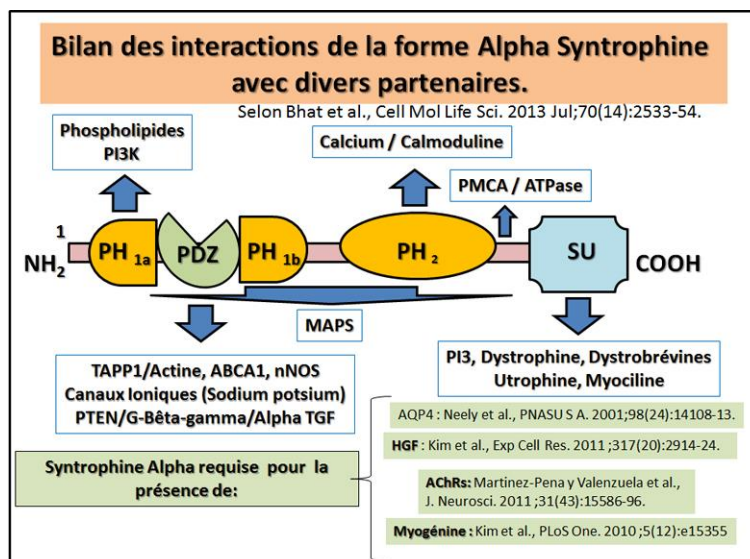 Bilan des interactions de la forme Alpha Syntrophine
avec divers partenaires.
Selon Bhat et al., Cell Mol Life Sci. 2013 Jul;70(14):2533-54.
Phospholipides
PI3K
Calcium / Calmoduline
PMCA / ATPase
1
NH2
PH 1a
PDZ
PH 1b
PH 2
SU
COOH
MAPS
TAPP1/Actine, ABCA1, nNOS
Canaux Ioniques (Sodium potsium)
PTEN/G-Bêta-gamma/Alpha TGF
PI3, Dystrophine, Dystrobrévines
Utrophine, Myociline
Syntrophine Alpha requise pour la
présence de:
AQP4 : Neely et al., PNASU S A. 2001;98(24):14108-13.
HGF : Kim et al., Exp Cell Res. 2011 ;317(20):2914-24.
AChRs: Martinez-Pena y Valenzuela et al.,
J. Neurosci. 2011 ;31(43):15586-96.
Myogénine : Kim et al., PLoS One. 2010 ;5(12):e15355